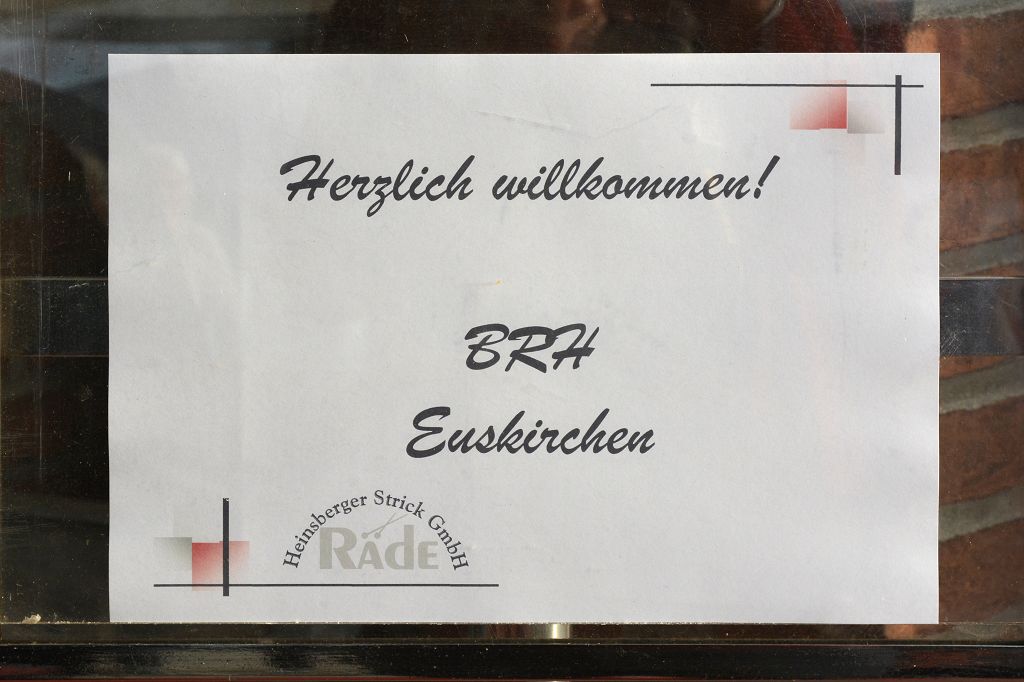 Herzlich willkommen!
BRH
Euskirchen
Heinsberger Strick GmbH
RÄDE